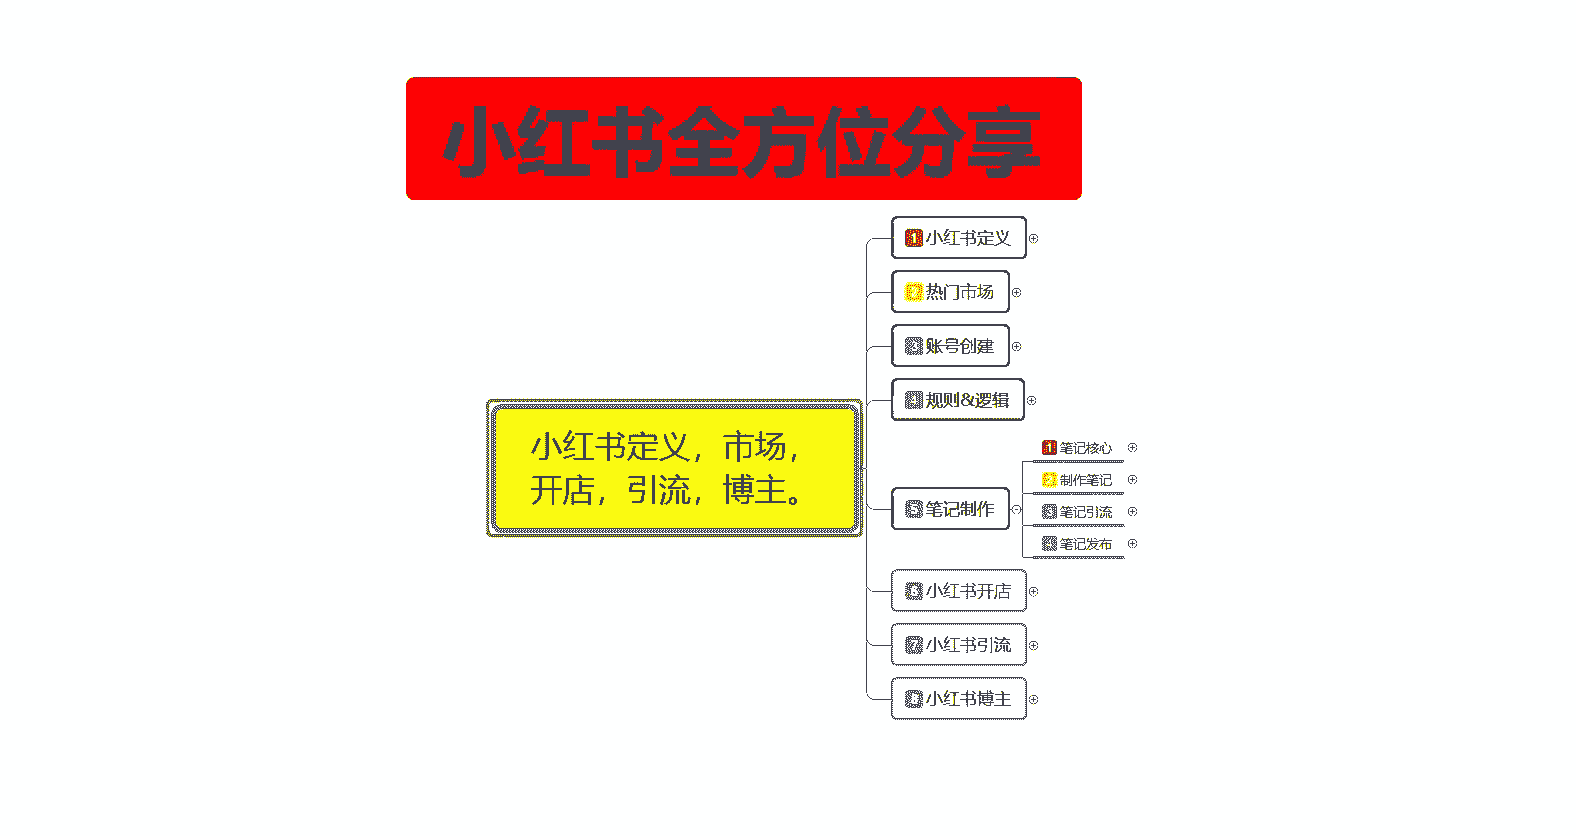 小红书全方位分享
1 小红书定义
2 热门市场
3 账号创建
4 规则&逻辑
小红书定义，市场，
开店，引流，博主。
5 笔记制作
1 笔记核心
2 制作笔记
3 笔记引流
4 笔记发布
6 小红书开店
7 小红书引流
8 小红书博主